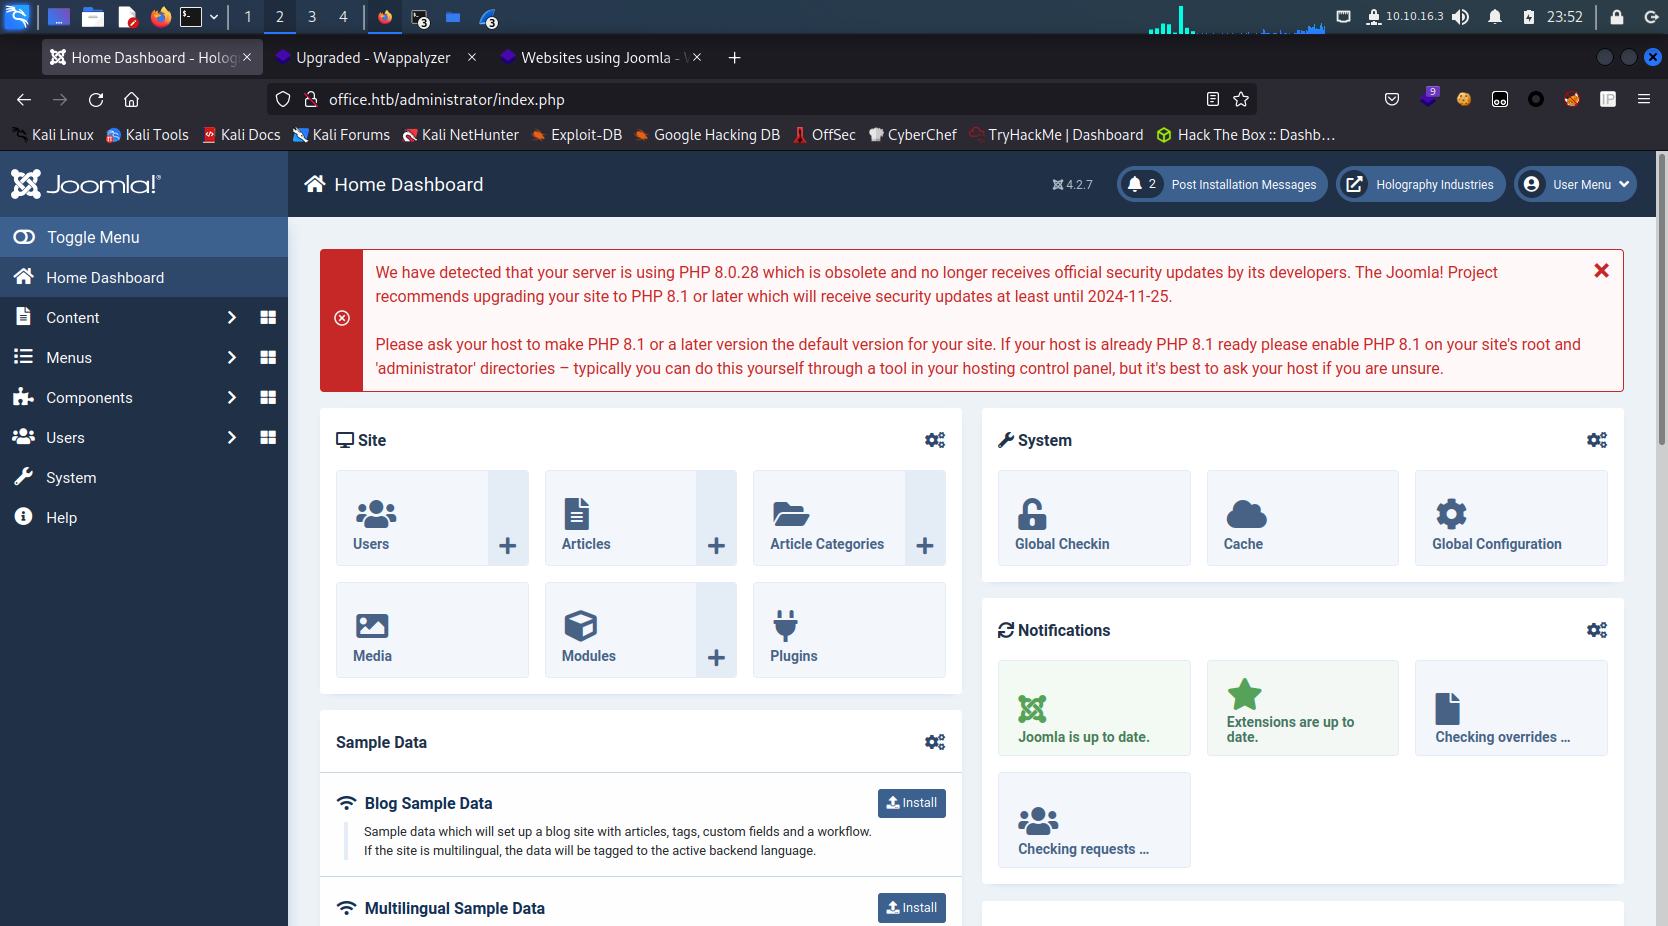 1
2
3
4
3
3
10.10.16.3
23:52
Home Dashboard - Holog
Upgraded - Wappalyzer
Websites using Joomla -
office.htb/administrator/index.php
9
IP
Kali Linux
Kali Tools
Kali Docs
Kali Forums
Kali NetHunter
Exploit-DB
Google Hacking DB
OffSec
CyberChef
TryHackMe | Dashboard
Hack The Box :: Dashb...
Joomla!®
Home Dashboard
4.2.7
2
Post Installation Messages
Holography Industries
User Menu
Toggle Menu
Home Dashboard
Content
Menus
Components
Users
System
Help
We have detected that your server is using PHP 8.0.28 which is obsolete and no longer receives official security updates by its developers. The Joomla! Project
recommends upgrading your site to PHP 8.1 or later which will receive security updates at least until 2024-11-25.
Please ask your host to make PHP 8.1 or a later version the default version for your site. If your host is already PHP 8.1 ready please enable PHP 8.1 on your site's root and
'administrator' directories – typically you can do this yourself through a tool in your hosting control panel, but it's best to ask your host if you are unsure.
Site
Users
Articles
Article Categories
Media
Modules
Plugins
Sample Data
Blog Sample Data
Install
Sample data which will set up a blog site with articles, tags, custom fields and a workflow.
If the site is multilingual, the data will be tagged to the active backend language.
Multilingual Sample Data
Install
System
Global Checkin
Cache
Global Configuration
Notifications
Joomla is up to date.
Extensions are up to
date.
Checking overrides ...
Checking requests ...